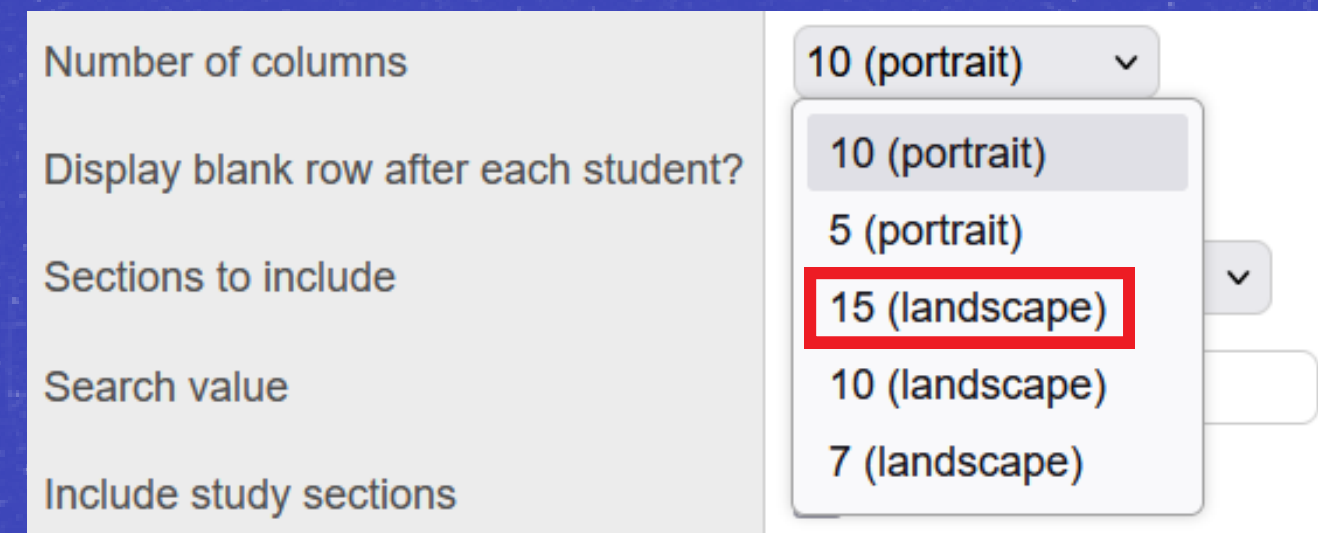 Number of columns
10 (portrait)
10 (portrait)
Display blank row after each student?
5 (portrait)
Sections to include
15 (landscape)
Search value
10 (landscape)
7 (landscape)
Include study sections